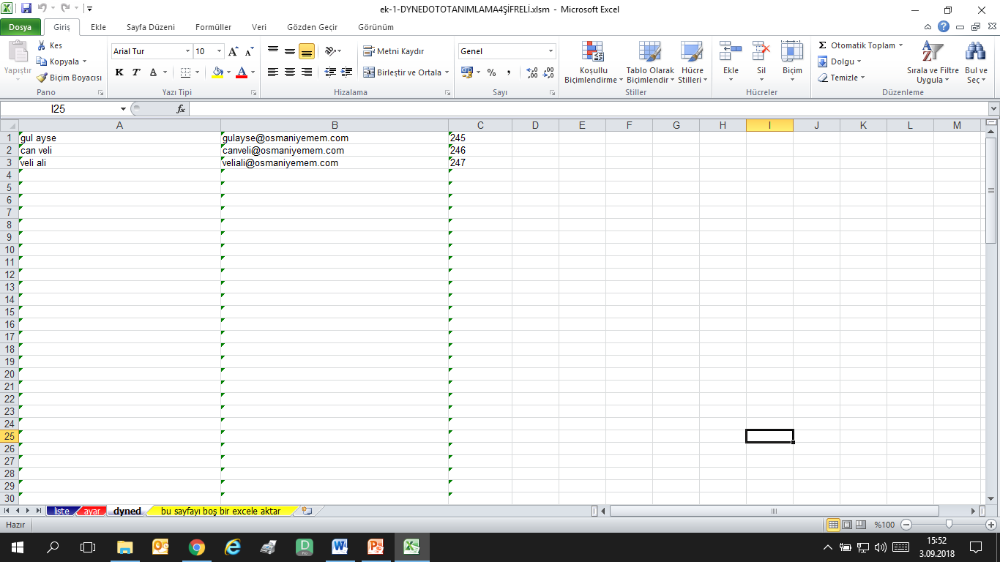 ek-1-DYNEDOTOTANIMLAMA4ŞİFRELİ.xlsm - Microsoft Excel
Dosya Giriş Ekle Sayfa Düzeni Formüller Veri Gözden Geçir Görünüm
Yapıştır
Kes
Kopyala
Biçim Boyacısı
Pano
Arial Tur 10
K T A
Yazı Tipi
Metni Kaydır
Birleştir ve Ortala
Hizalama
Genel
% ,
Sayı
Koşullu Biçimlendirme
Tablo Olarak Biçimlendir
Hücre Stilleri
Stiller
Ekle Sil Biçim
Hücreler
Σ Otomatik Toplam
Dolgu
Temizle
Sırala ve Filtre Uygula
Bul ve Seç
Düzenleme
I25 fx
A B C D E F G H I J K L M
1 gul ayse gulayse@osmaniyemem.com 245
2 can veli canveli@osmaniyemem.com 246
3 veli ali veliali@osmaniyemem.com 247
4
5
6
7
8
9
10
11
12
13
14
15
16
17
18
19
20
21
22
23
24
25
26
27
28
29
30
liste ayar dyned bu sayfayı boş bir excele aktar
Hazır %100
15:52
3.09.2018